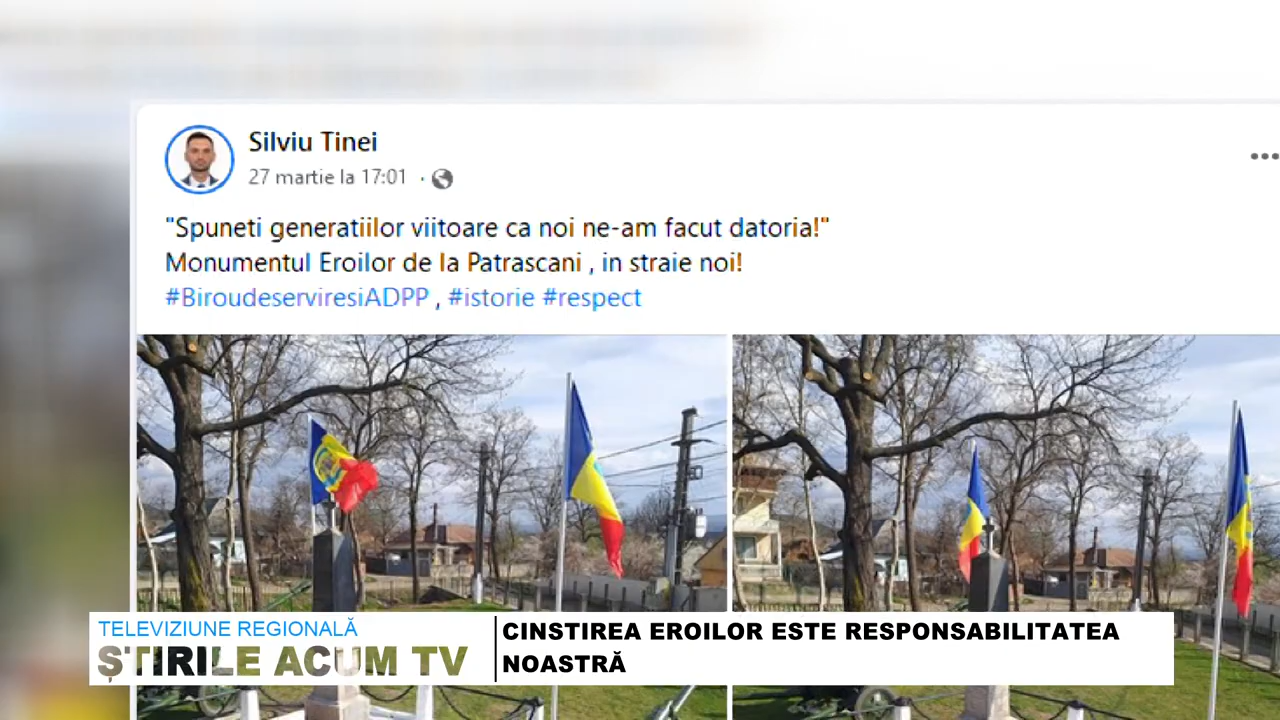 Silviu Tinei
27 martie la 17:01 ·
"Spuneti generatiilor viitoare ca noi ne-am facut datoria!"
Monumentul Eroilor de la Patrascani , in straie noi!
#BiroudeserviresiADPP , #istorie #respect
TELEVIZIUNE REGIONALĂ
ȘTIRILE ACUM TV
CINSTIREA EROILOR ESTE RESPONSABILITATEA
NOASTRĂ